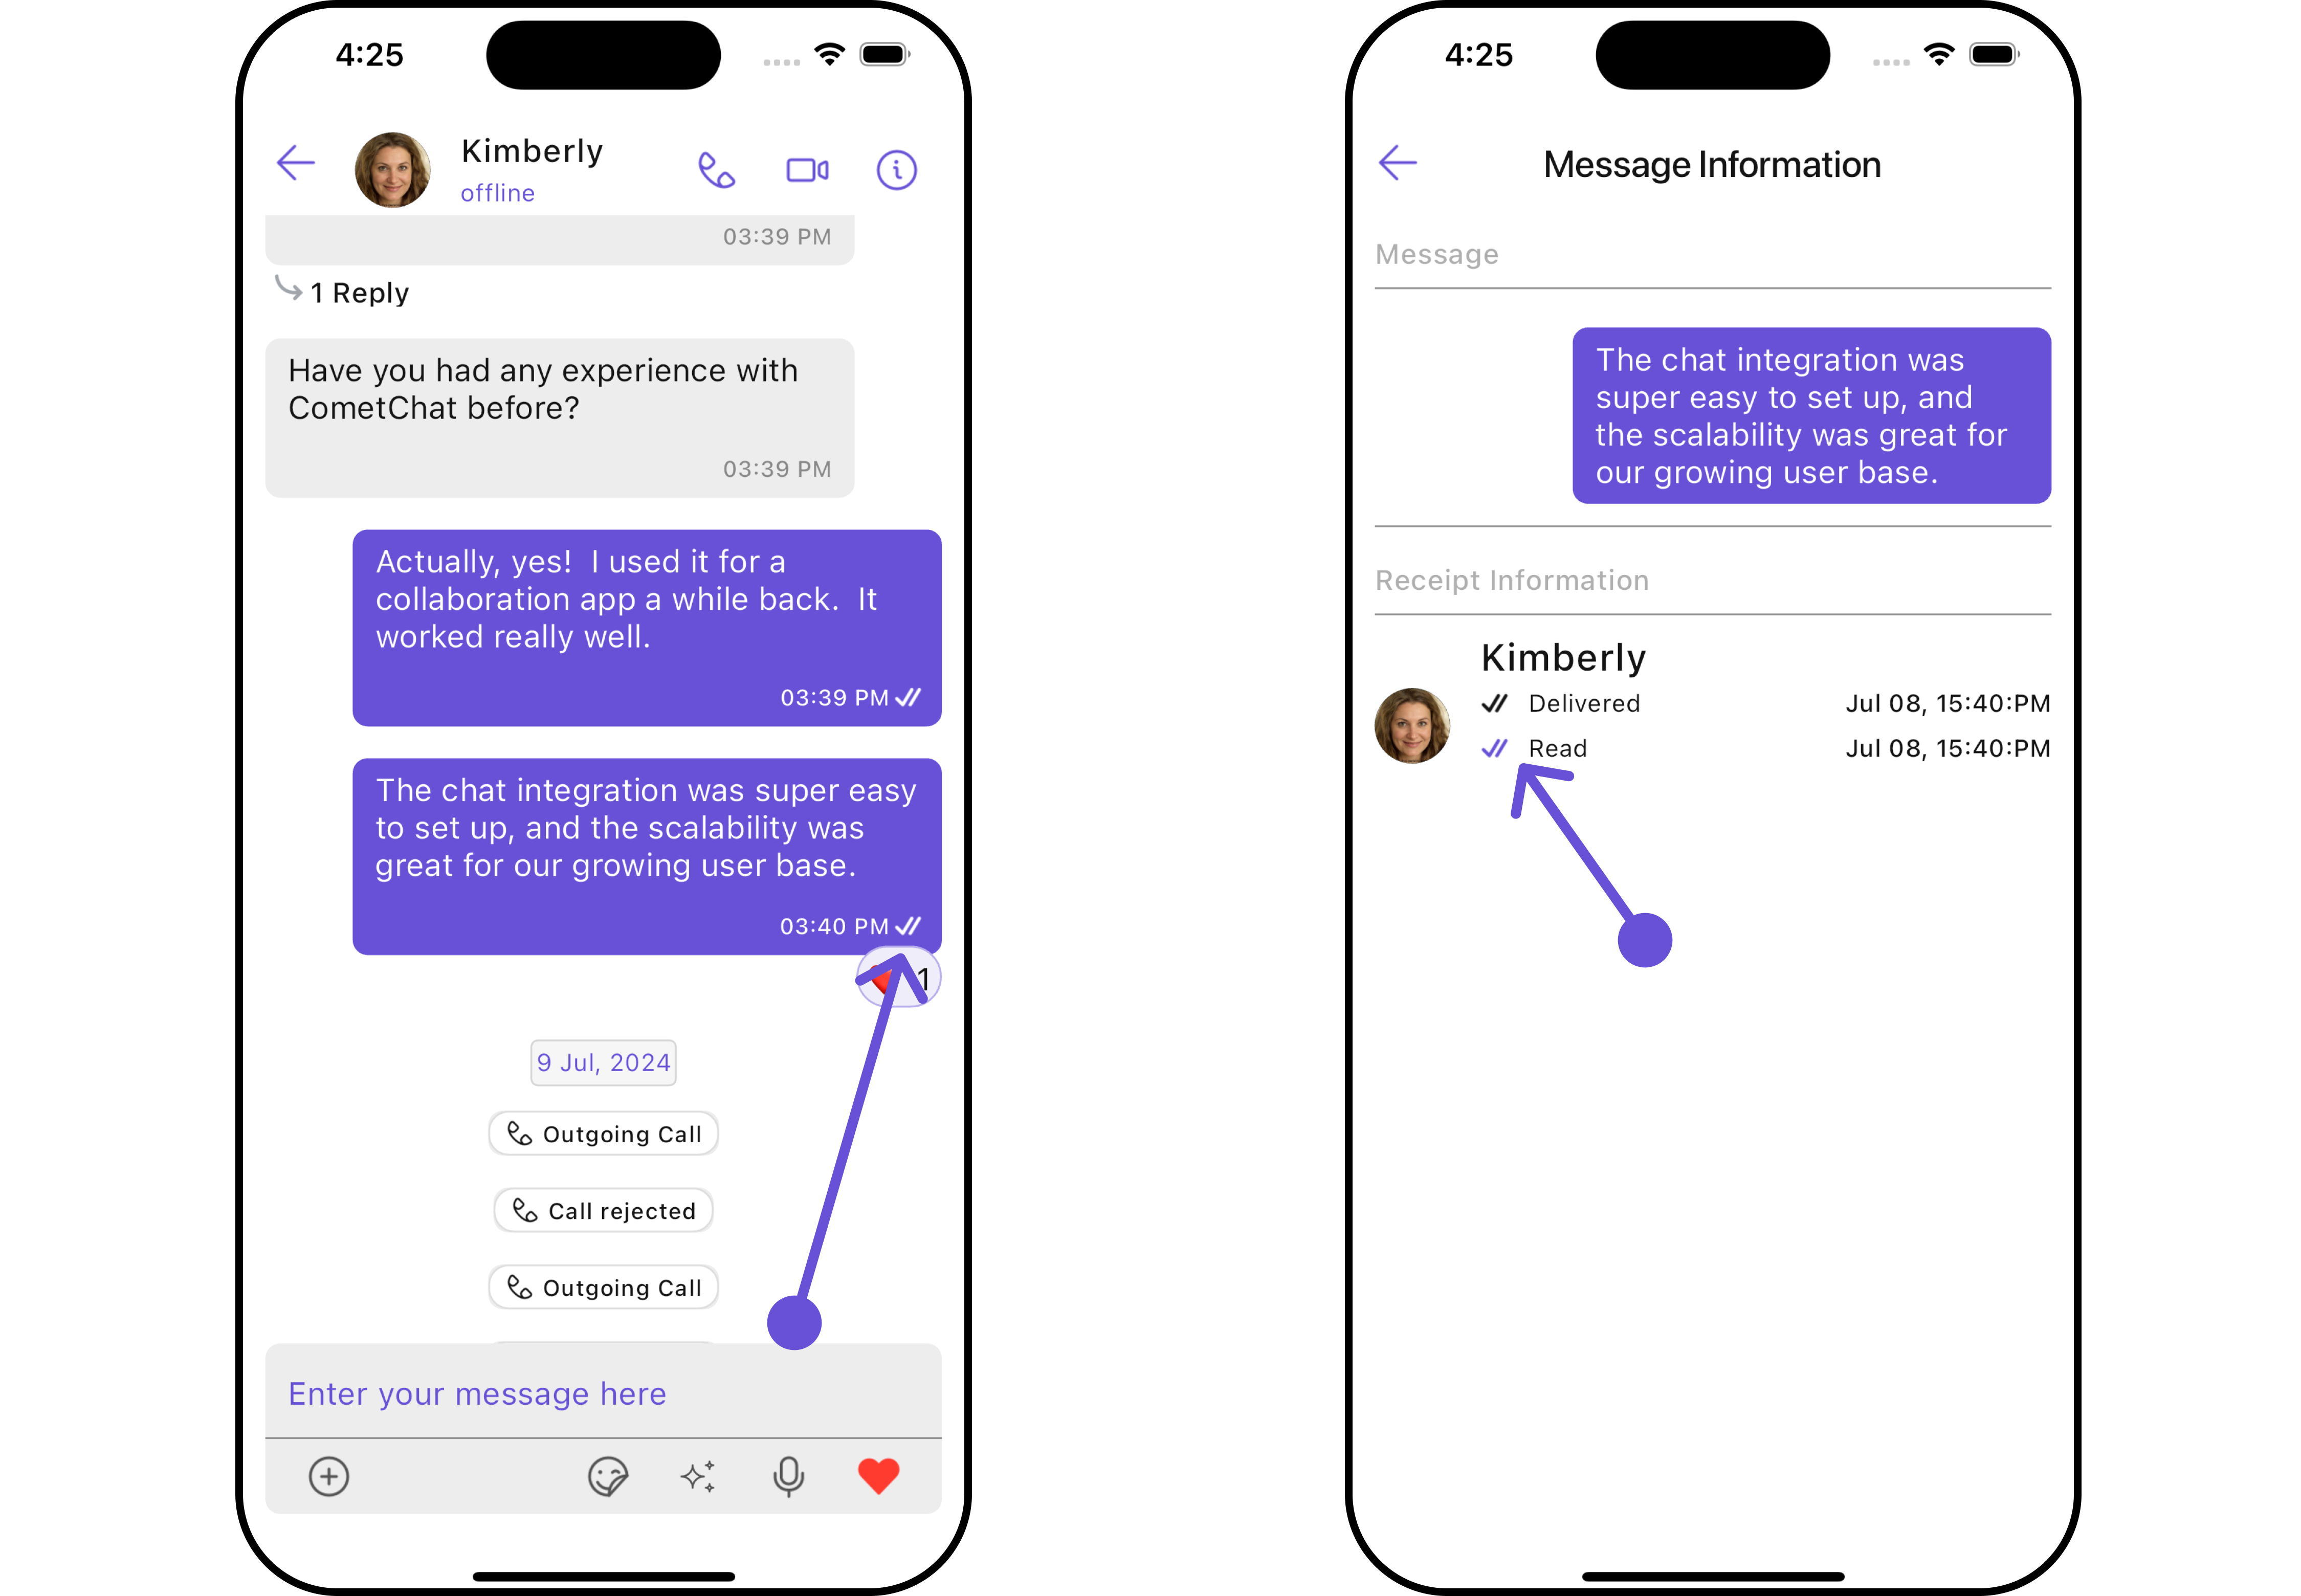 4:25
Kimberly
offline
03:39 PM
1 Reply
Have you had any experience with
CometChat before?
03:39 PM
Actually, yes!  I used it for a
collaboration app a while back.  It
worked really well.
03:39 PM
The chat integration was super easy
to set up, and the scalability was
great for our growing user base.
03:40 PM
1
9 Jul, 2024
Outgoing Call
Call rejected
Outgoing Call
Enter your message here
4:25
Message Information
Message
The chat integration was
super easy to set up, and
the scalability was great for
our growing user base.
Receipt Information
Kimberly
Delivered Jul 08, 15:40:PM
Read Jul 08, 15:40:PM